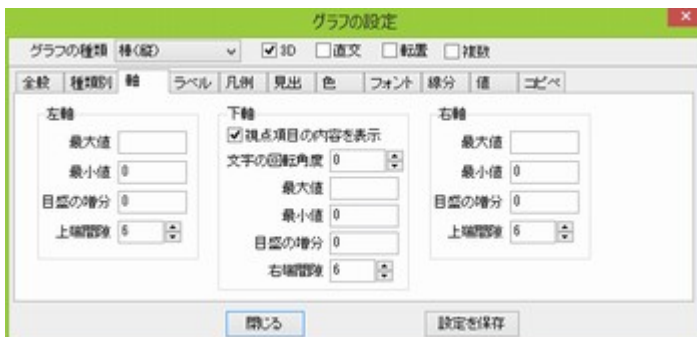 グラフの設定
グラフの種類 棒(縦) 3D 直交 転置 複数
全般 種類別 軸 ラベル 凡例 見出 色 フォント 線分 値 コピペ
左軸
最大値
最小値 0
目盛の増分 0
上端間隙 6
下軸
視点項目の内容を表示
文字の回転角度 0
最大値
最小値 0
目盛の増分 0
右端間隙 6
右軸
最大値
最小値 0
目盛の増分 0
上端間隙 6
閉じる 設定を保存